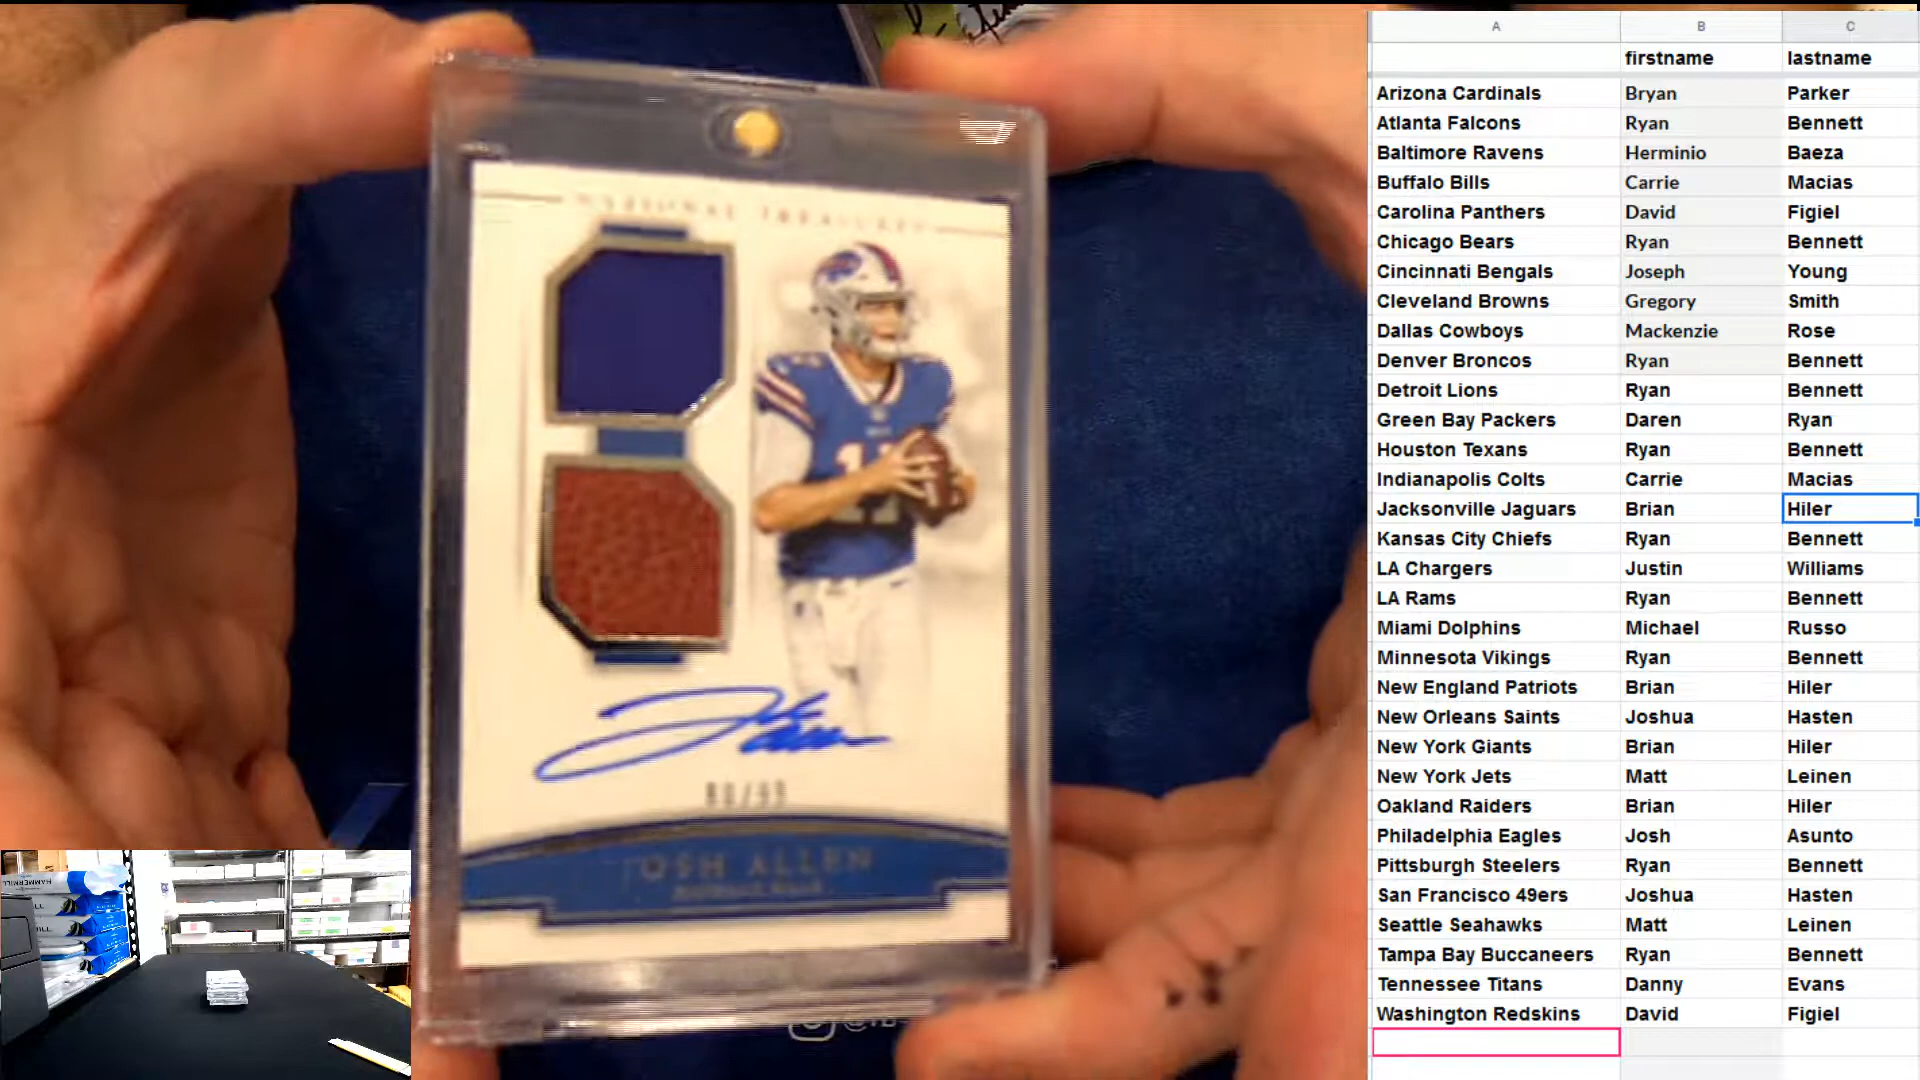 NATIONAL TREASURES
JOSH ALLEN
HAMMERMILL
A B C
firstname lastname
Arizona Cardinals Bryan Parker
Atlanta Falcons Ryan Bennett
Baltimore Ravens Herminio Baeza
Buffalo Bills Carrie Macias
Carolina Panthers David Figiel
Chicago Bears Ryan Bennett
Cincinnati Bengals Joseph Young
Cleveland Browns Gregory Smith
Dallas Cowboys Mackenzie Rose
Denver Broncos Ryan Bennett
Detroit Lions Ryan Bennett
Green Bay Packers Daren Ryan
Houston Texans Ryan Bennett
Indianapolis Colts Carrie Macias
Jacksonville Jaguars Brian Hiler
Kansas City Chiefs Ryan Bennett
LA Chargers Justin Williams
LA Rams Ryan Bennett
Miami Dolphins Michael Russo
Minnesota Vikings Ryan Bennett
New England Patriots Brian Hiler
New Orleans Saints Joshua Hasten
New York Giants Brian Hiler
New York Jets Matt Leinen
Oakland Raiders Brian Hiler
Philadelphia Eagles Josh Asunto
Pittsburgh Steelers Ryan Bennett
San Francisco 49ers Joshua Hasten
Seattle Seahawks Matt Leinen
Tampa Bay Buccaneers Ryan Bennett
Tennessee Titans Danny Evans
Washington Redskins David Figiel